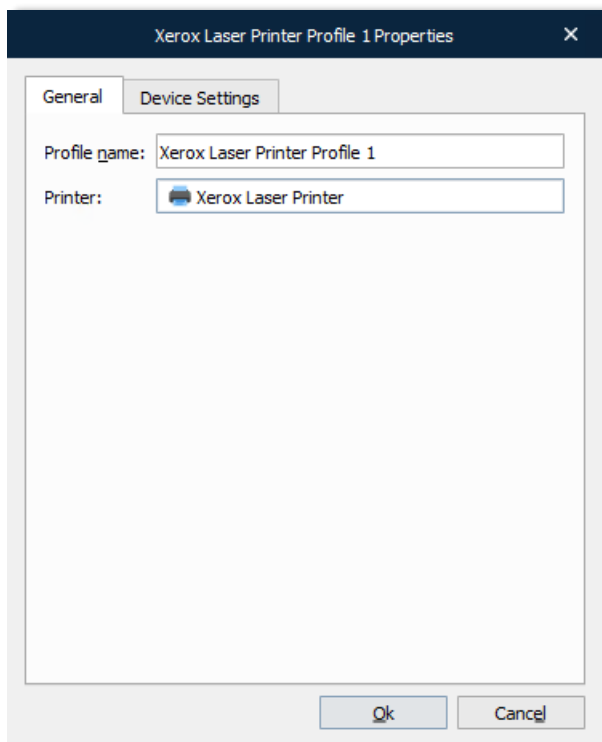 Xerox Laser Printer Profile 1 Properties
General Device Settings
Profile name: Xerox Laser Printer Profile 1
Printer: Xerox Laser Printer
Ok Cancel